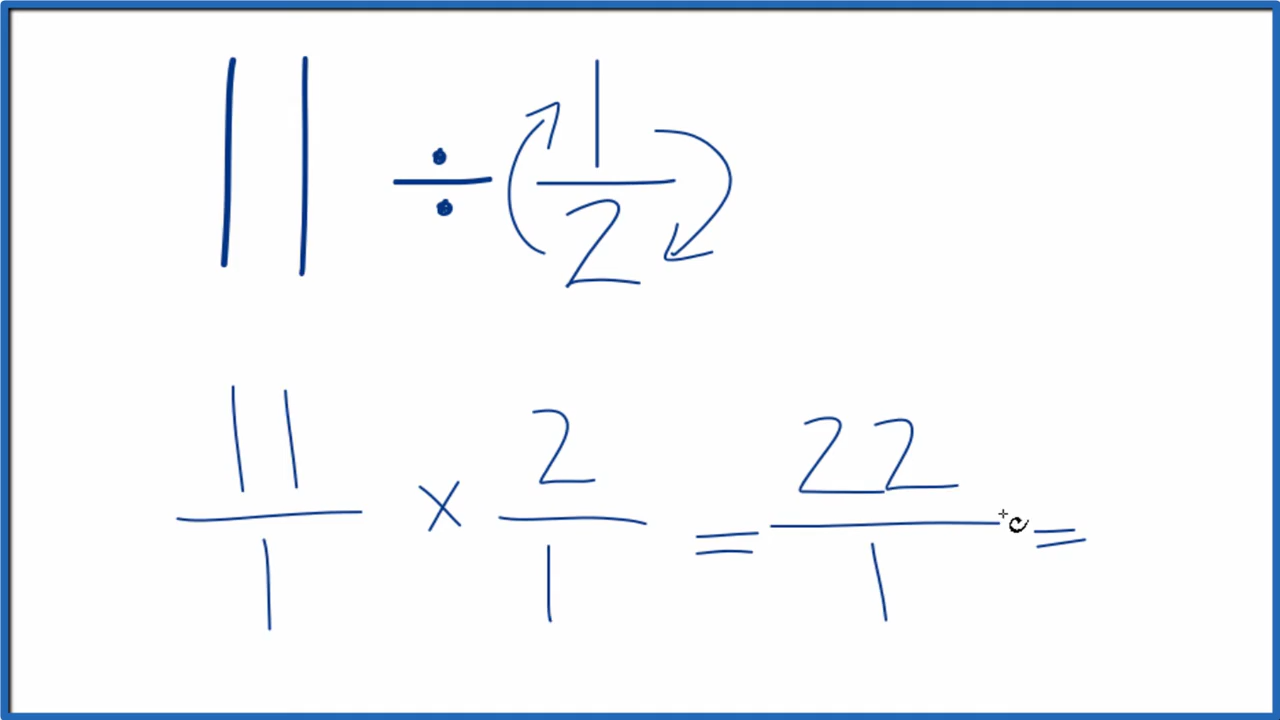 11 ÷ 1/2
11/1 × 2/1 = 22/1 =